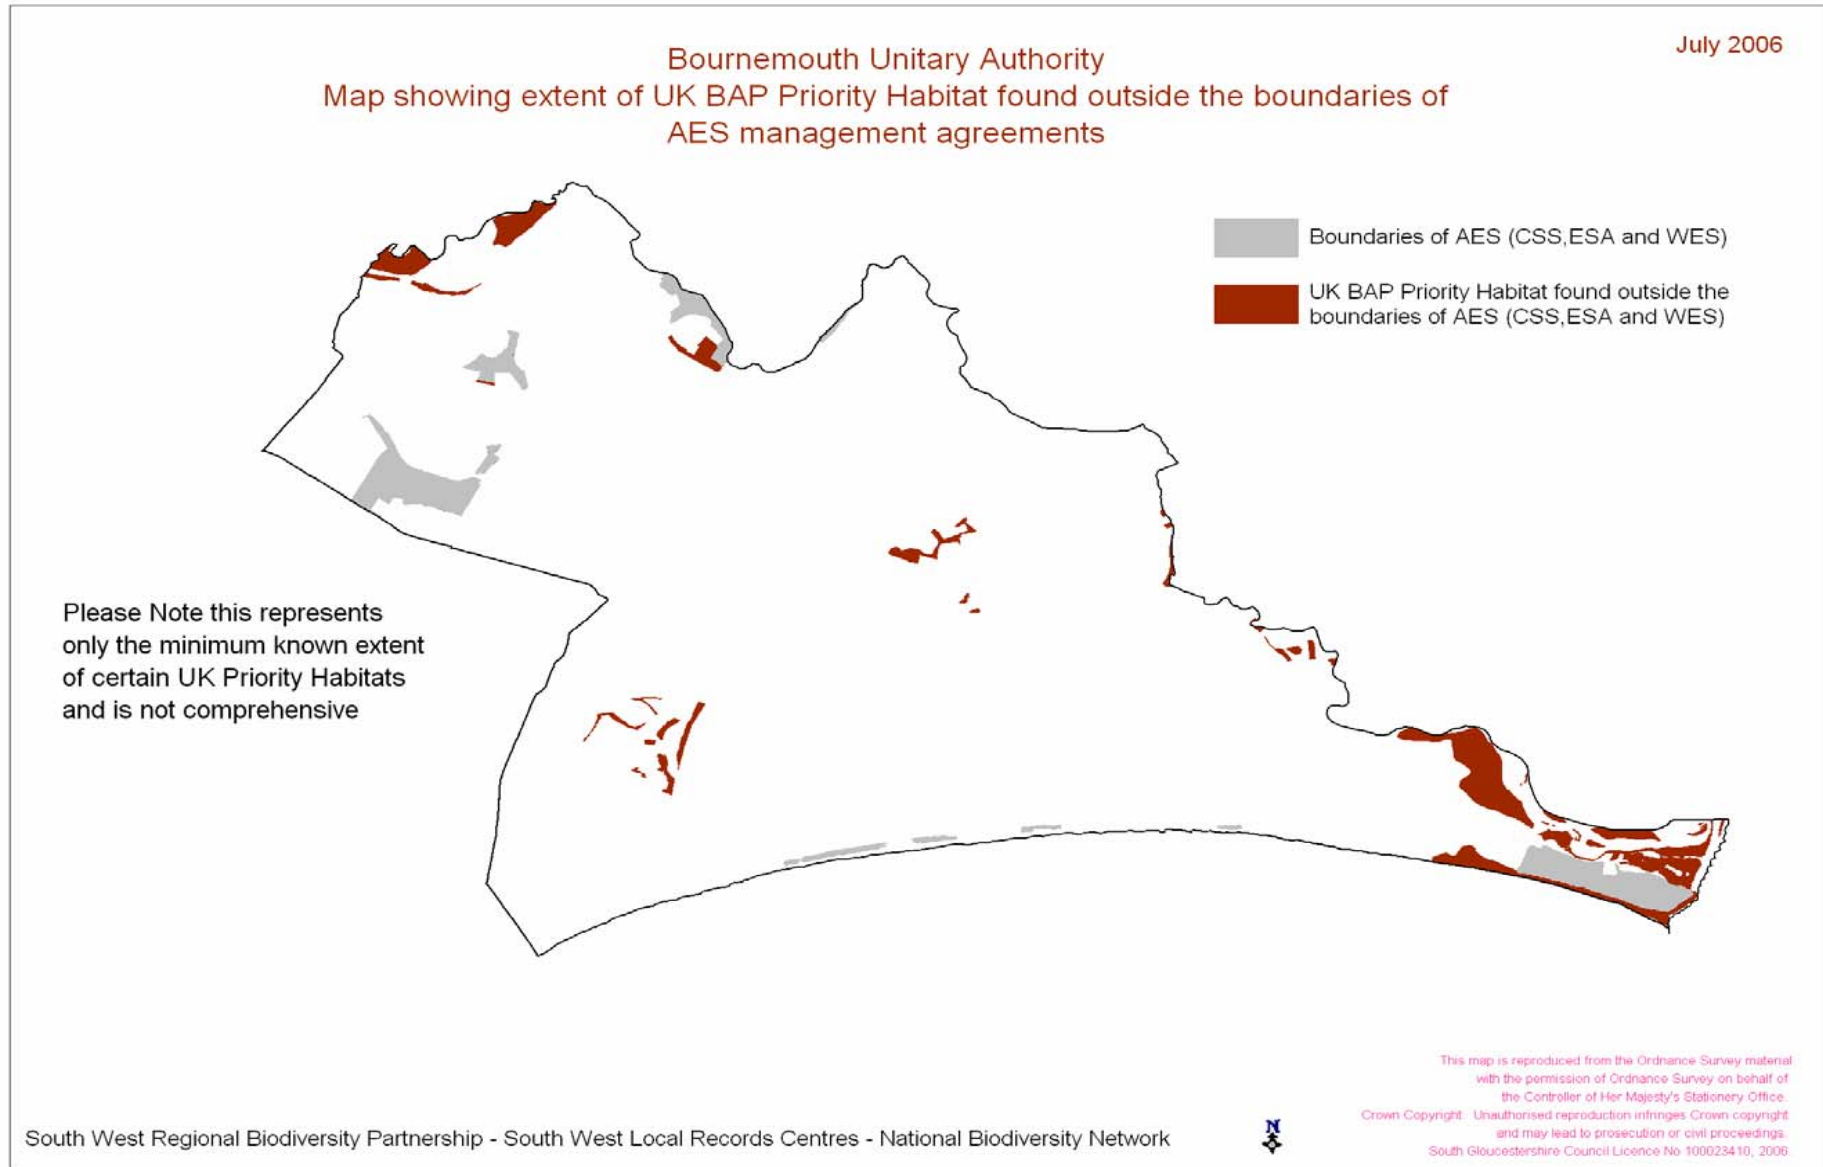 July 2006
Bournemouth Unitary Authority
Map showing extent of UK BAP Priority Habitat found outside the boundaries of
AES management agreements
Boundaries of AES (CSS,ESA and WES)
UK BAP Priority Habitat found outside the
boundaries of AES (CSS,ESA and WES)
Please Note this represents
only the minimum known extent
of certain UK Priority Habitats
and is not comprehensive
This map is reproduced from the Ordnance Survey material
with the permission of Ordnance Survey on behalf of
the Controller of Her Majesty's Stationery Office.
Crown Copyright. Unauthorised reproduction infringes Crown copyright
and may lead to prosecution or civil proceedings.
South Gloucestershire Council Licence No 100023410, 2006.
N
South West Regional Biodiversity Partnership - South West Local Records Centres - National Biodiversity Network